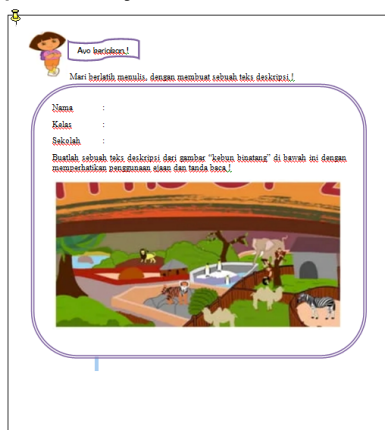 Ayo kerjakan.!
Mari berlatih menulis, dengan membuat sebuah teks deskripsi.!
Nama :
Kelas :
Sekolah :
Buatlah sebuah teks deskripsi dari gambar "kebun binatang" di bawah ini dengan
memperhatikan penggunaan ejaan dan tanda baca.!